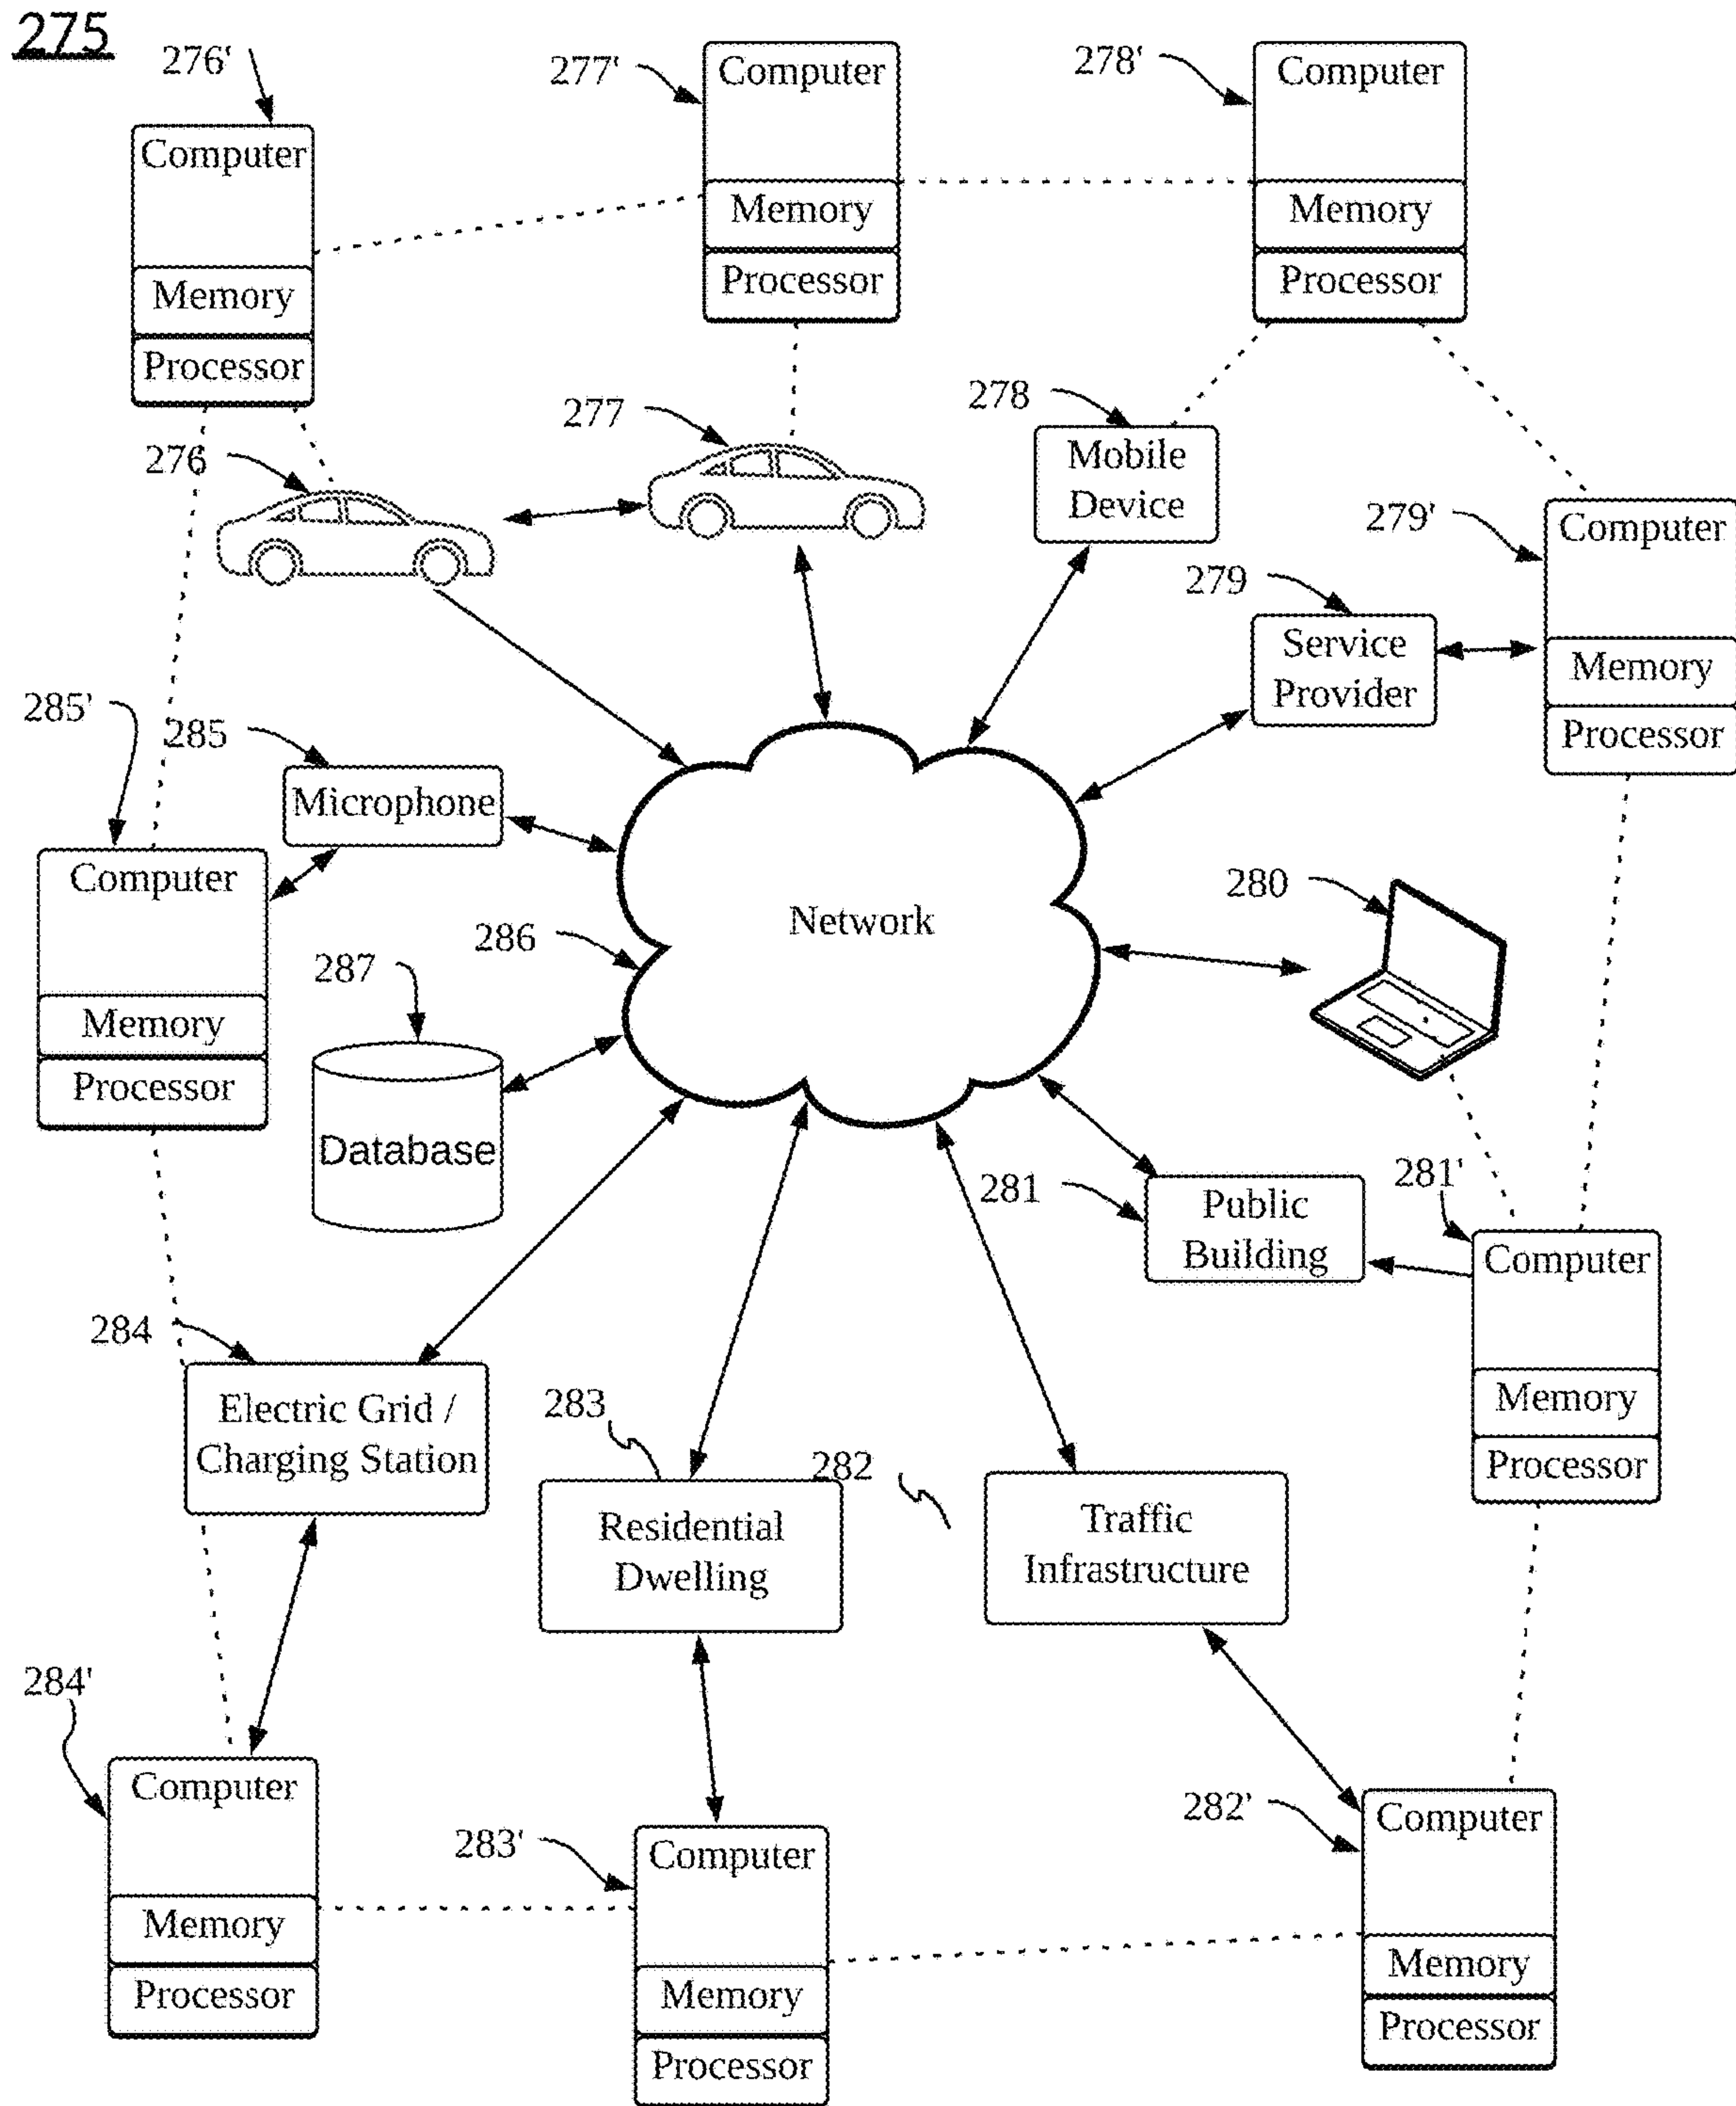 275
276'
277'
278'
Computer
Memory
Processor
Computer
Memory
Processor
Computer
Memory
Processor
276
277
278
Mobile
Device
279'
Computer
Memory
Processor
279
Service
Provider
285'
285
Microphone
Computer
Memory
Processor
286
Network
280
287
Database
281
Public
Building
281'
Computer
Memory
Processor
284
Electric Grid /
Charging Station
283
Residential
Dwelling
282
Traffic
Infrastructure
284'
Computer
Memory
Processor
283'
Computer
Memory
Processor
282'
Computer
Memory
Processor